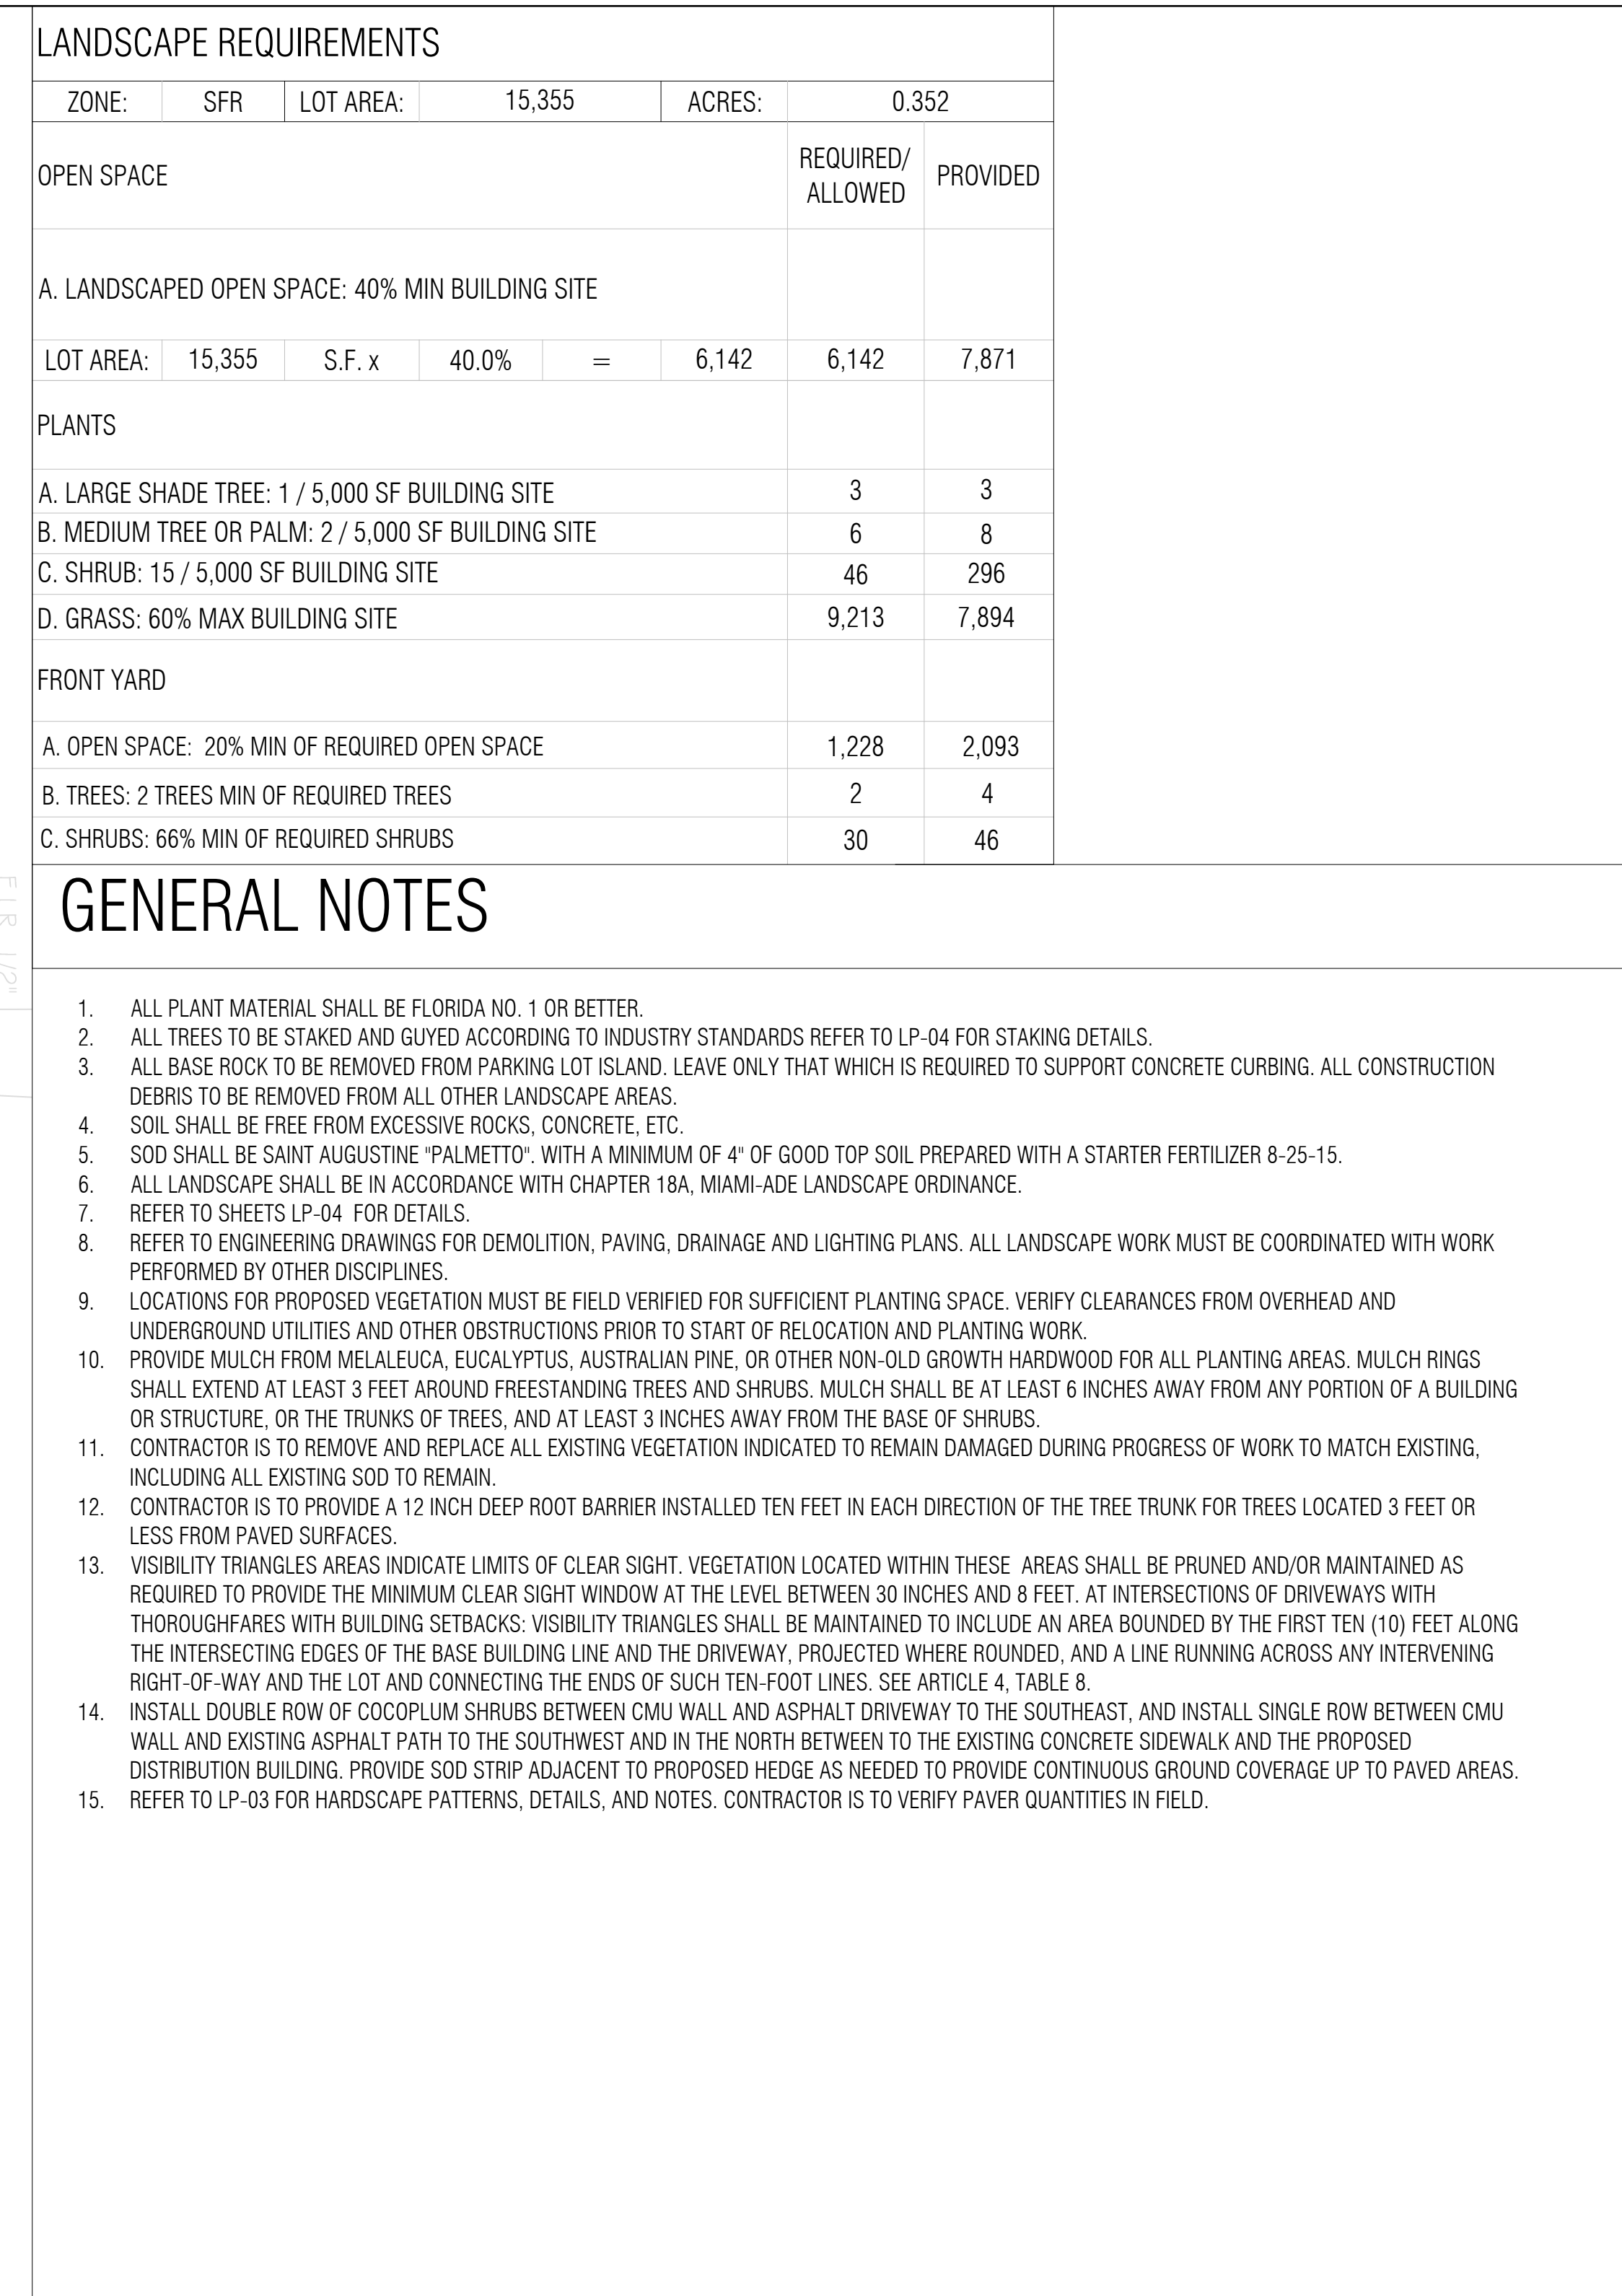 LANDSCAPE REQUIREMENTS
ZONE: SFR LOT AREA: 15,355 ACRES: 0.352
OPEN SPACE REQUIRED/ ALLOWED PROVIDED
A. LANDSCAPED OPEN SPACE: 40% MIN BUILDING SITE
LOT AREA: 15,355 S.F. x 40.0% = 6,142 6,142 7,871
PLANTS
A. LARGE SHADE TREE: 1 / 5,000 SF BUILDING SITE 3 3
B. MEDIUM TREE OR PALM: 2 / 5,000 SF BUILDING SITE 6 8
C. SHRUB: 15 / 5,000 SF BUILDING SITE 46 296
D. GRASS: 60% MAX BUILDING SITE 9,213 7,894
FRONT YARD
A. OPEN SPACE: 20% MIN OF REQUIRED OPEN SPACE 1,228 2,093
B. TREES: 2 TREES MIN OF REQUIRED TREES 2 4
C. SHRUBS: 66% MIN OF REQUIRED SHRUBS 30 46
FIR 1/2"
GENERAL NOTES
1. ALL PLANT MATERIAL SHALL BE FLORIDA NO. 1 OR BETTER.
2. ALL TREES TO BE STAKED AND GUYED ACCORDING TO INDUSTRY STANDARDS REFER TO LP-04 FOR STAKING DETAILS.
3. ALL BASE ROCK TO BE REMOVED FROM PARKING LOT ISLAND. LEAVE ONLY THAT WHICH IS REQUIRED TO SUPPORT CONCRETE CURBING. ALL CONSTRUCTION
DEBRIS TO BE REMOVED FROM ALL OTHER LANDSCAPE AREAS.
4. SOIL SHALL BE FREE FROM EXCESSIVE ROCKS, CONCRETE, ETC.
5. SOD SHALL BE SAINT AUGUSTINE "PALMETTO". WITH A MINIMUM OF 4" OF GOOD TOP SOIL PREPARED WITH A STARTER FERTILIZER 8-25-15.
6. ALL LANDSCAPE SHALL BE IN ACCORDANCE WITH CHAPTER 18A, MIAMI-ADE LANDSCAPE ORDINANCE.
7. REFER TO SHEETS LP-04 FOR DETAILS.
8. REFER TO ENGINEERING DRAWINGS FOR DEMOLITION, PAVING, DRAINAGE AND LIGHTING PLANS. ALL LANDSCAPE WORK MUST BE COORDINATED WITH WORK
PERFORMED BY OTHER DISCIPLINES.
9. LOCATIONS FOR PROPOSED VEGETATION MUST BE FIELD VERIFIED FOR SUFFICIENT PLANTING SPACE. VERIFY CLEARANCES FROM OVERHEAD AND
UNDERGROUND UTILITIES AND OTHER OBSTRUCTIONS PRIOR TO START OF RELOCATION AND PLANTING WORK.
10. PROVIDE MULCH FROM MELALEUCA, EUCALYPTUS, AUSTRALIAN PINE, OR OTHER NON-OLD GROWTH HARDWOOD FOR ALL PLANTING AREAS. MULCH RINGS
SHALL EXTEND AT LEAST 3 FEET AROUND FREESTANDING TREES AND SHRUBS. MULCH SHALL BE AT LEAST 6 INCHES AWAY FROM ANY PORTION OF A BUILDING
OR STRUCTURE, OR THE TRUNKS OF TREES, AND AT LEAST 3 INCHES AWAY FROM THE BASE OF SHRUBS.
11. CONTRACTOR IS TO REMOVE AND REPLACE ALL EXISTING VEGETATION INDICATED TO REMAIN DAMAGED DURING PROGRESS OF WORK TO MATCH EXISTING,
INCLUDING ALL EXISTING SOD TO REMAIN.
12. CONTRACTOR IS TO PROVIDE A 12 INCH DEEP ROOT BARRIER INSTALLED TEN FEET IN EACH DIRECTION OF THE TREE TRUNK FOR TREES LOCATED 3 FEET OR
LESS FROM PAVED SURFACES.
13. VISIBILITY TRIANGLES AREAS INDICATE LIMITS OF CLEAR SIGHT. VEGETATION LOCATED WITHIN THESE AREAS SHALL BE PRUNED AND/OR MAINTAINED AS
REQUIRED TO PROVIDE THE MINIMUM CLEAR SIGHT WINDOW AT THE LEVEL BETWEEN 30 INCHES AND 8 FEET. AT INTERSECTIONS OF DRIVEWAYS WITH
THOROUGHFARES WITH BUILDING SETBACKS: VISIBILITY TRIANGLES SHALL BE MAINTAINED TO INCLUDE AN AREA BOUNDED BY THE FIRST TEN (10) FEET ALONG
THE INTERSECTING EDGES OF THE BASE BUILDING LINE AND THE DRIVEWAY, PROJECTED WHERE ROUNDED, AND A LINE RUNNING ACROSS ANY INTERVENING
RIGHT-OF-WAY AND THE LOT AND CONNECTING THE ENDS OF SUCH TEN-FOOT LINES. SEE ARTICLE 4, TABLE 8.
14. INSTALL DOUBLE ROW OF COCOPLUM SHRUBS BETWEEN CMU WALL AND ASPHALT DRIVEWAY TO THE SOUTHEAST, AND INSTALL SINGLE ROW BETWEEN CMU
WALL AND EXISTING ASPHALT PATH TO THE SOUTHWEST AND IN THE NORTH BETWEEN TO THE EXISTING CONCRETE SIDEWALK AND THE PROPOSED
DISTRIBUTION BUILDING. PROVIDE SOD STRIP ADJACENT TO PROPOSED HEDGE AS NEEDED TO PROVIDE CONTINUOUS GROUND COVERAGE UP TO PAVED AREAS.
15. REFER TO LP-03 FOR HARDSCAPE PATTERNS, DETAILS, AND NOTES. CONTRACTOR IS TO VERIFY PAVER QUANTITIES IN FIELD.